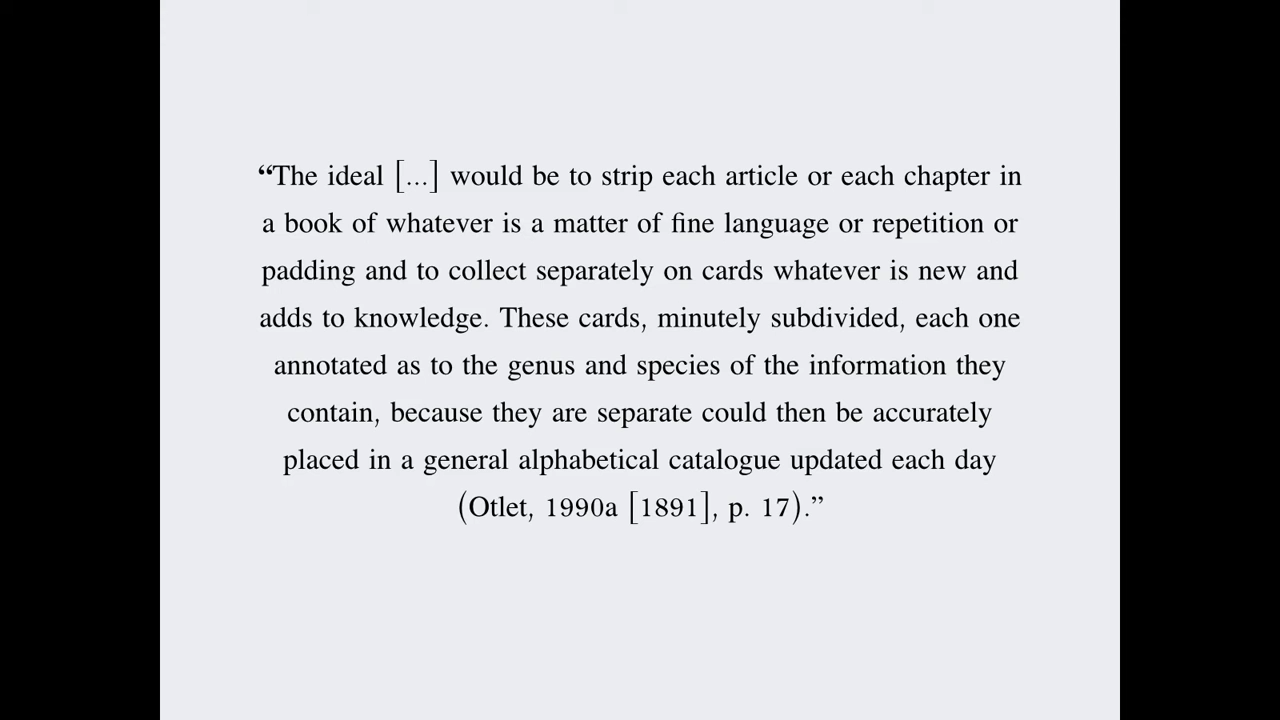 “The ideal [...] would be to strip each article or each chapter in
a book of whatever is a matter of fine language or repetition or
padding and to collect separately on cards whatever is new and
adds to knowledge. These cards, minutely subdivided, each one
annotated as to the genus and species of the information they
contain, because they are separate could then be accurately
placed in a general alphabetical catalogue updated each day
(Otlet, 1990a [1891], p. 17).”